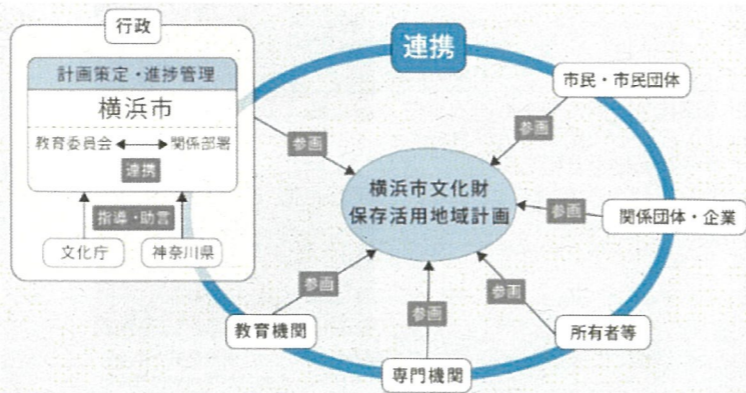 行政
計画策定・進捗管理
横浜市
教育委員会
関係部署
連携
指導・助言
文化庁
神奈川県
連携
市民・市民団体
参画
参画
横浜市文化財
保存活用地域計画
参画
関係団体・企業
参画
参画
参画
教育機関
専門機関
所有者等